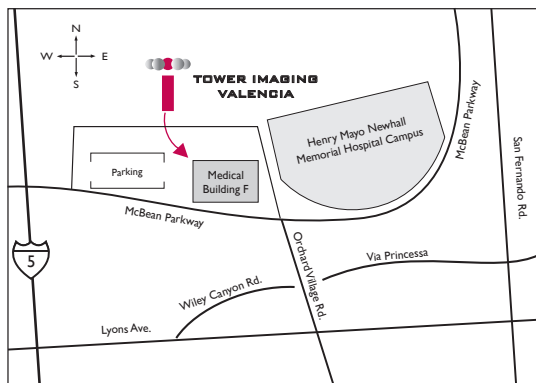 N
W
E
S
TOWER IMAGING
VALENCIA
Henry Mayo Newhall
Memorial Hospital Campus
McBean Parkway
San Fernando Rd.
Parking
Medical
Building F
McBean Parkway
Orchard Village Rd.
Via Princessa
5
Wiley Canyon Rd.
Lyons Ave.